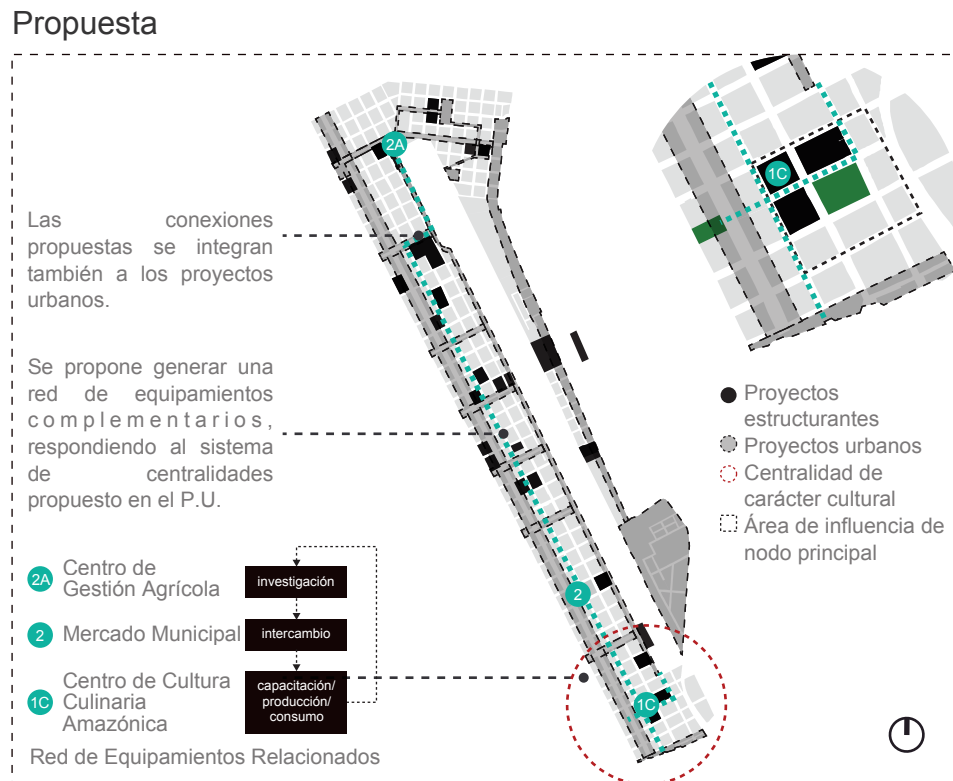 Propuesta
Las conexiones
propuestas se integran
también a los proyectos
urbanos.
Se propone generar una
red de equipamientos
complementarios,
respondiendo al sistema
de centralidades
propuesto en el P.U.
2A Centro de
Gestión Agrícola
2 Mercado Municipal
1C Centro de Cultura
Culinaria
Amazónica
investigación
intercambio
capacitación/
producción/
consumo
Red de Equipamientos Relacionados
2A
2
1C
1C
Proyectos
estructurantes
Proyectos urbanos
Centralidad de
carácter cultural
Área de influencia de
nodo principal